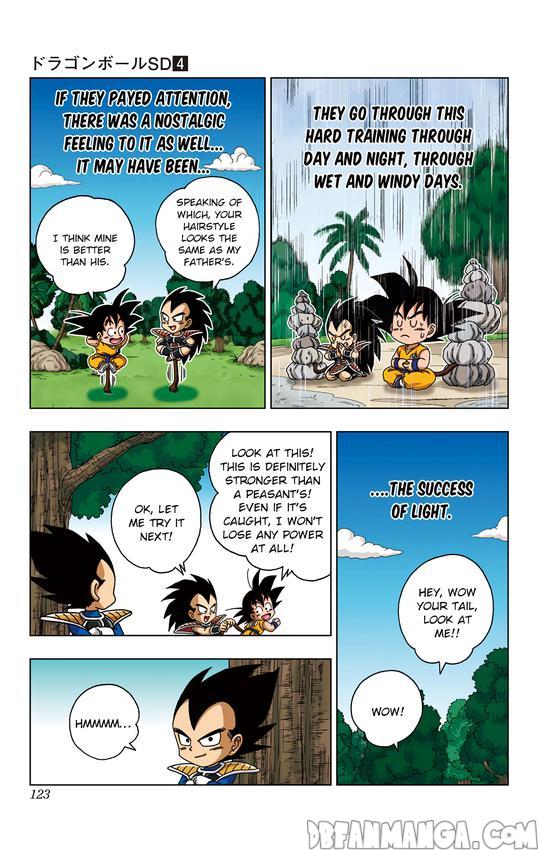 ドラゴンボールSD 4
THEY GO THROUGH THIS
HARD TRAINING THROUGH
DAY AND NIGHT, THROUGH
WET AND WINDY DAYS.
IF THEY PAYED ATTENTION,
THERE WAS A NOSTALGIC
FEELING TO IT AS WELL...
IT MAY HAVE BEEN...
SPEAKING
OF WHICH, YOUR
HAIRSTYLE
LOOKS THE
SAME AS MY
FATHER'S.
I THINK MINE
IS BETTER
THAN HIS.
....THE SUCCESS
OF LIGHT.
HEY, WOW
YOUR TAIL,
LOOK AT
ME!!
WOW!
LOOK AT THIS!
THIS IS DEFINITELY
STRONGER THAN
A PEASANT'S!
EVEN IF IT'S
CAUGHT, I WON'T
LOSE ANY POWER
AT ALL!
OK, LET
ME TRY IT
NEXT!
HMMMM...
123
DBFANMANGA.COM